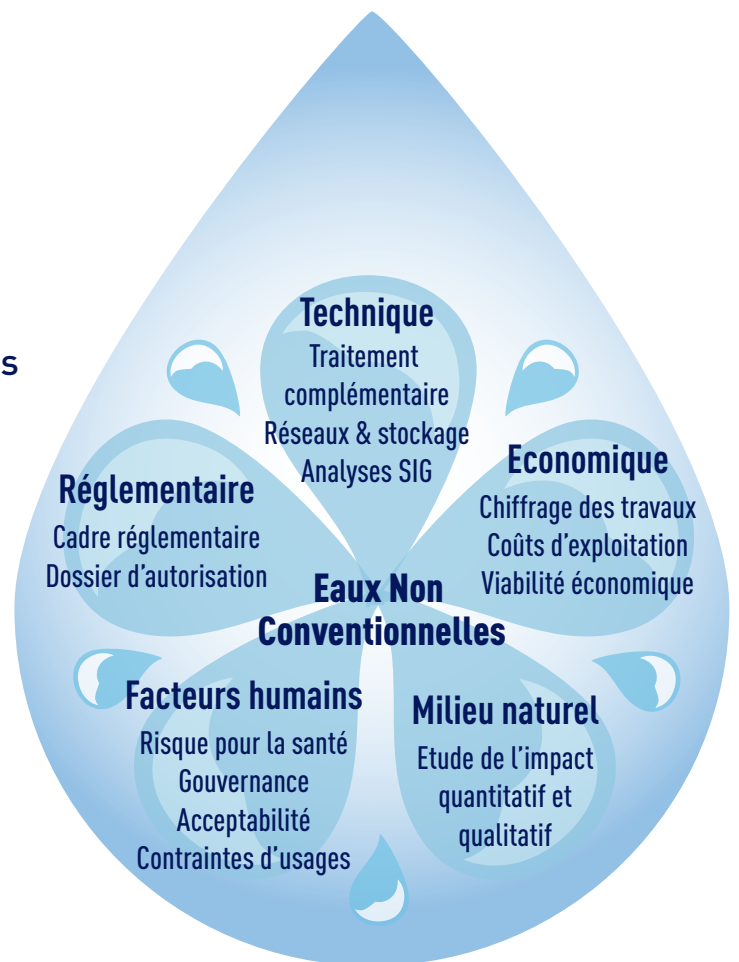 Technique
Traitement
complémentaire
Réseaux & stockage
Analyses SIG
s
Economique
Chiffrage des travaux
Coûts d'exploitation
Viabilité économique
Réglementaire
Cadre réglementaire
Dossier d'autorisation
Eaux Non
Conventionnelles
Facteurs humains
Risque pour la santé
Gouvernance
Acceptabilité
Contraintes d'usages
Milieu naturel
Etude de l'impact
quantitatif et
qualitatif